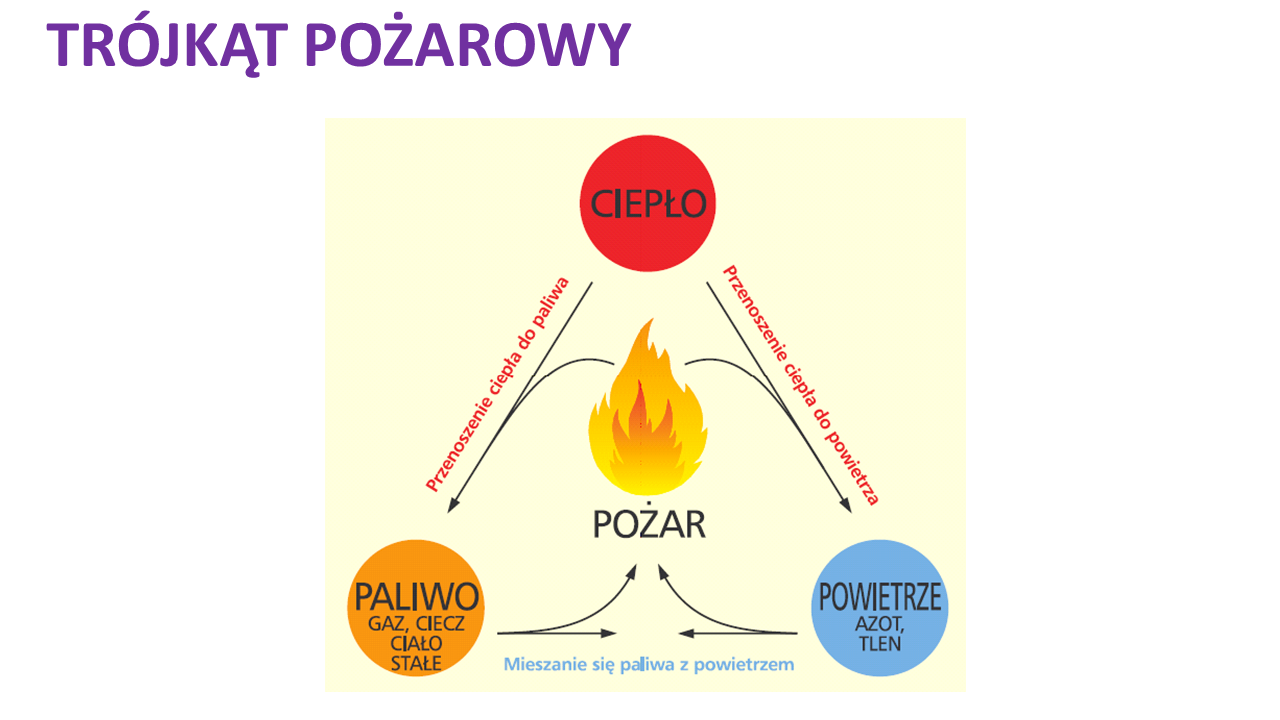 TRÓJKĄT POŻAROWY
CIEPŁO
Przenoszenie ciepła do paliwa
Przenoszenie ciepła do powietrza
POŻAR
PALIWO
GAZ, CIECZ
CIAŁO
STAŁE
POWIETRZE
AZOT,
TLEN
Mieszanie się paliwa z powietrzem